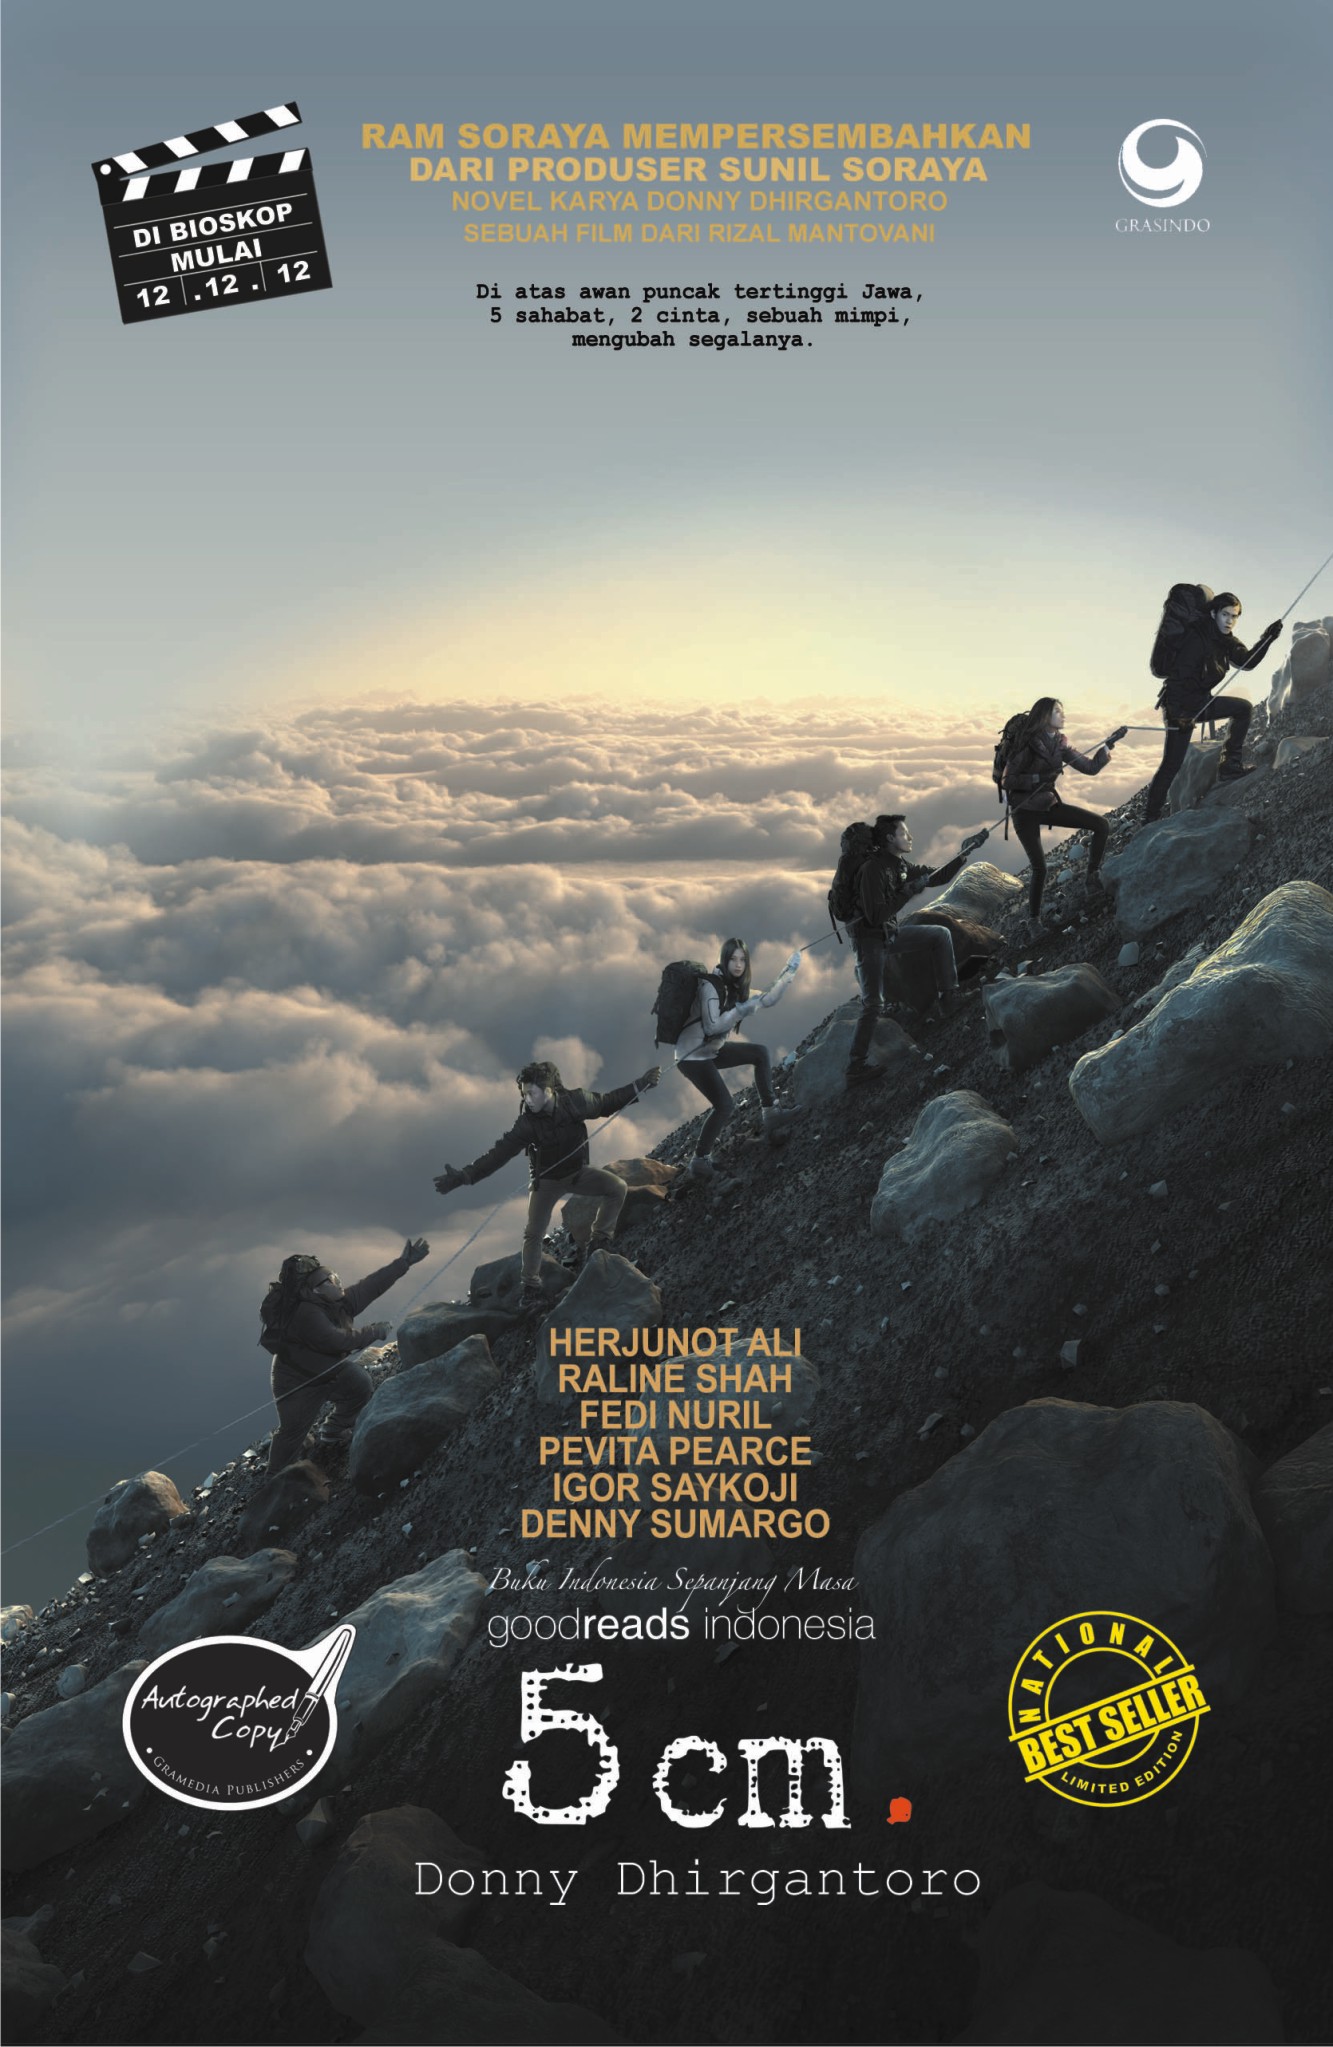 RAM SORAYA MEMPERSEMBAHKAN
DARI PRODUSER SUNIL SORAYA
NOVEL KARYA DONNY DHIRGANTORO
SEBUAH FILM DARI RIZAL MANTOVANI
DI BIOSKOP
MULAI
12 . 12 . 12
GRASINDO
Di atas awan puncak tertinggi Jawa,
5 sahabat, 2 cinta, sebuah mimpi,
mengubah segalanya.
HERJUNOT ALI
RALINE SHAH
FEDI NURIL
PEVITA PEARCE
IGOR SAYKOJI
DENNY SUMARGO
Buku Indonesia Sepanjang Masa
goodreads indonesia
Autographed
Copy
• GRAMEDIA PUBLISHERS •
5 cm.
NATIONAL
BEST SELLER
LIMITED EDITION
Donny Dhirgantoro